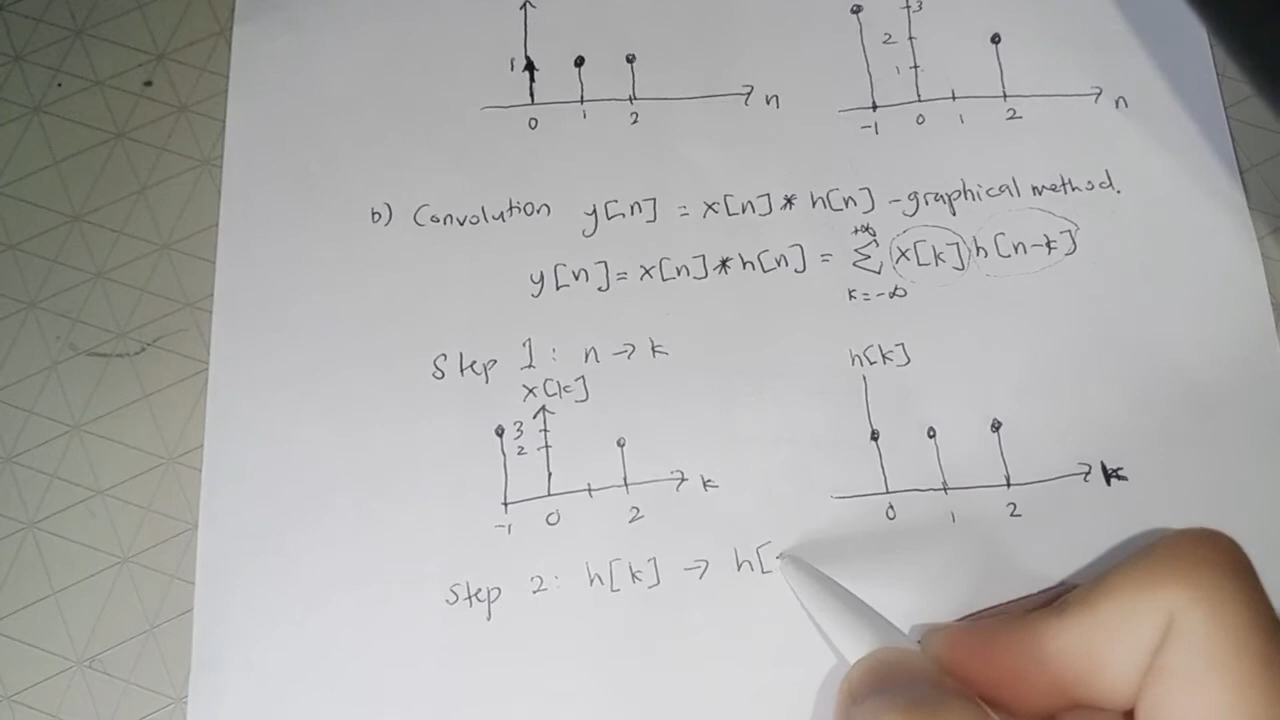 3
1 2
1
n n
0 1 2 -1 0 1 2
b) Convolution y[n] = x[n] * h[n] - graphical method.
y[n] = x[n] * h[n] = +∞ ∑ k=-∞ x[k] h[n-k]
Step 1: n → k h[k]
x[k]
3
2
k k
-1 0 2 0 1 2
Step 2: h[k] → h[-